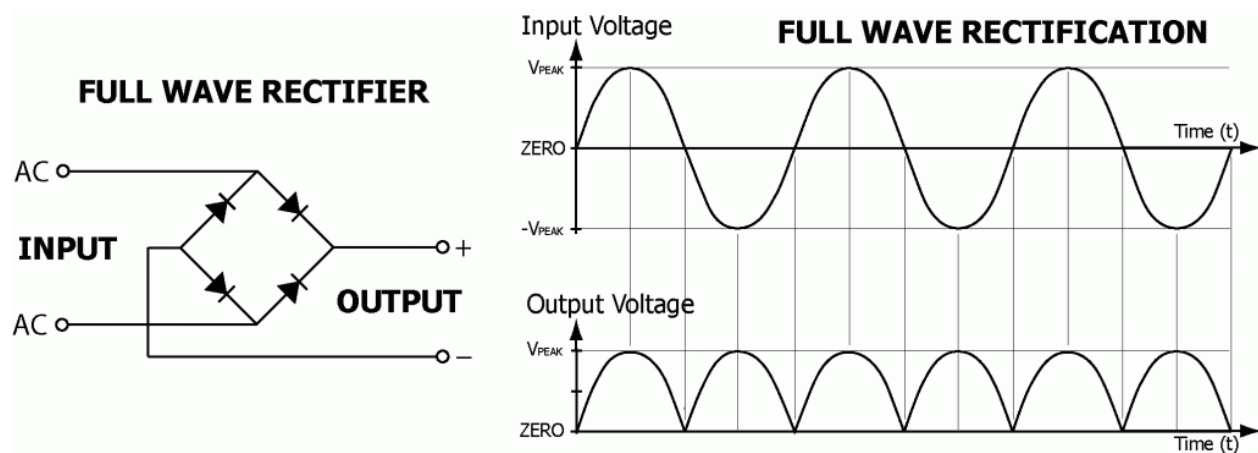 FULL WAVE RECTIFIER
AC
INPUT
AC
+
OUTPUT
–
FULL WAVE RECTIFICATION
Input Voltage
VPEAK
ZERO
-VPEAK
Time (t)
Output Voltage
VPEAK
ZERO
Time (t)